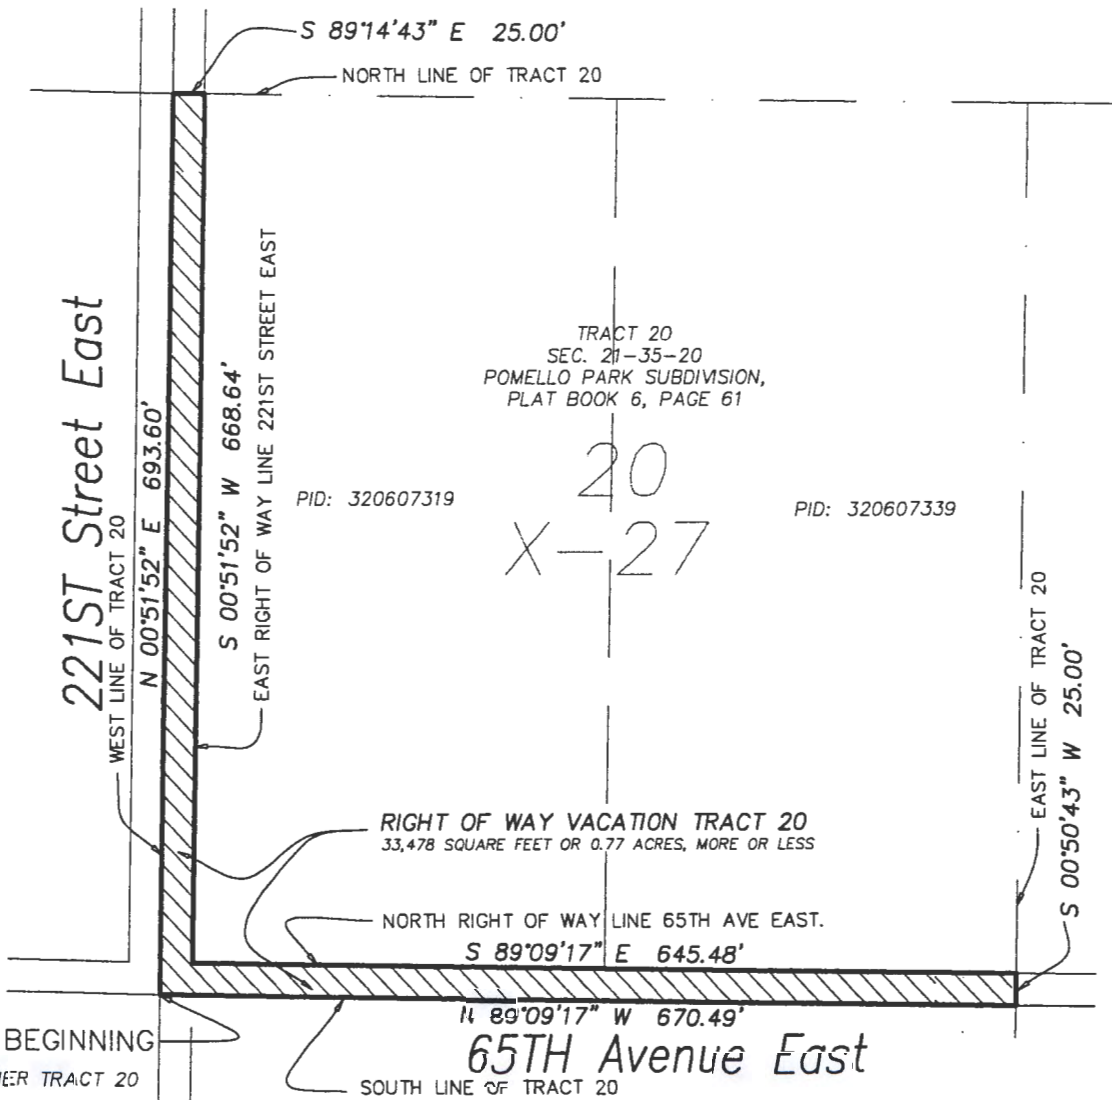 S 89°14'43" E 25.00'
NORTH LINE OF TRACT 20
221ST Street East
WEST LINE OF TRACT 20
N 00°51'52" E 693.60'
S 00°51'52" W 668.64'
EAST RIGHT OF WAY LINE 221ST STREET EAST
TRACT 20
SEC. 21-35-20
POMELLO PARK SUBDIVISION,
PLAT BOOK 6, PAGE 61
20
X-27
PID: 320607319
PID: 320607339
EAST LINE OF TRACT 20
S 00°50'43" W 25.00'
RIGHT OF WAY VACATION TRACT 20
33,478 SQUARE FEET OR 0.77 ACRES, MORE OR LESS
NORTH RIGHT OF WAY LINE 65TH AVE EAST.
S 89°09'17" E 645.48'
N 89°09'17" W 670.49'
65TH Avenue East
BEGINNING
TRACT 20
SOUTH LINE OF TRACT 20